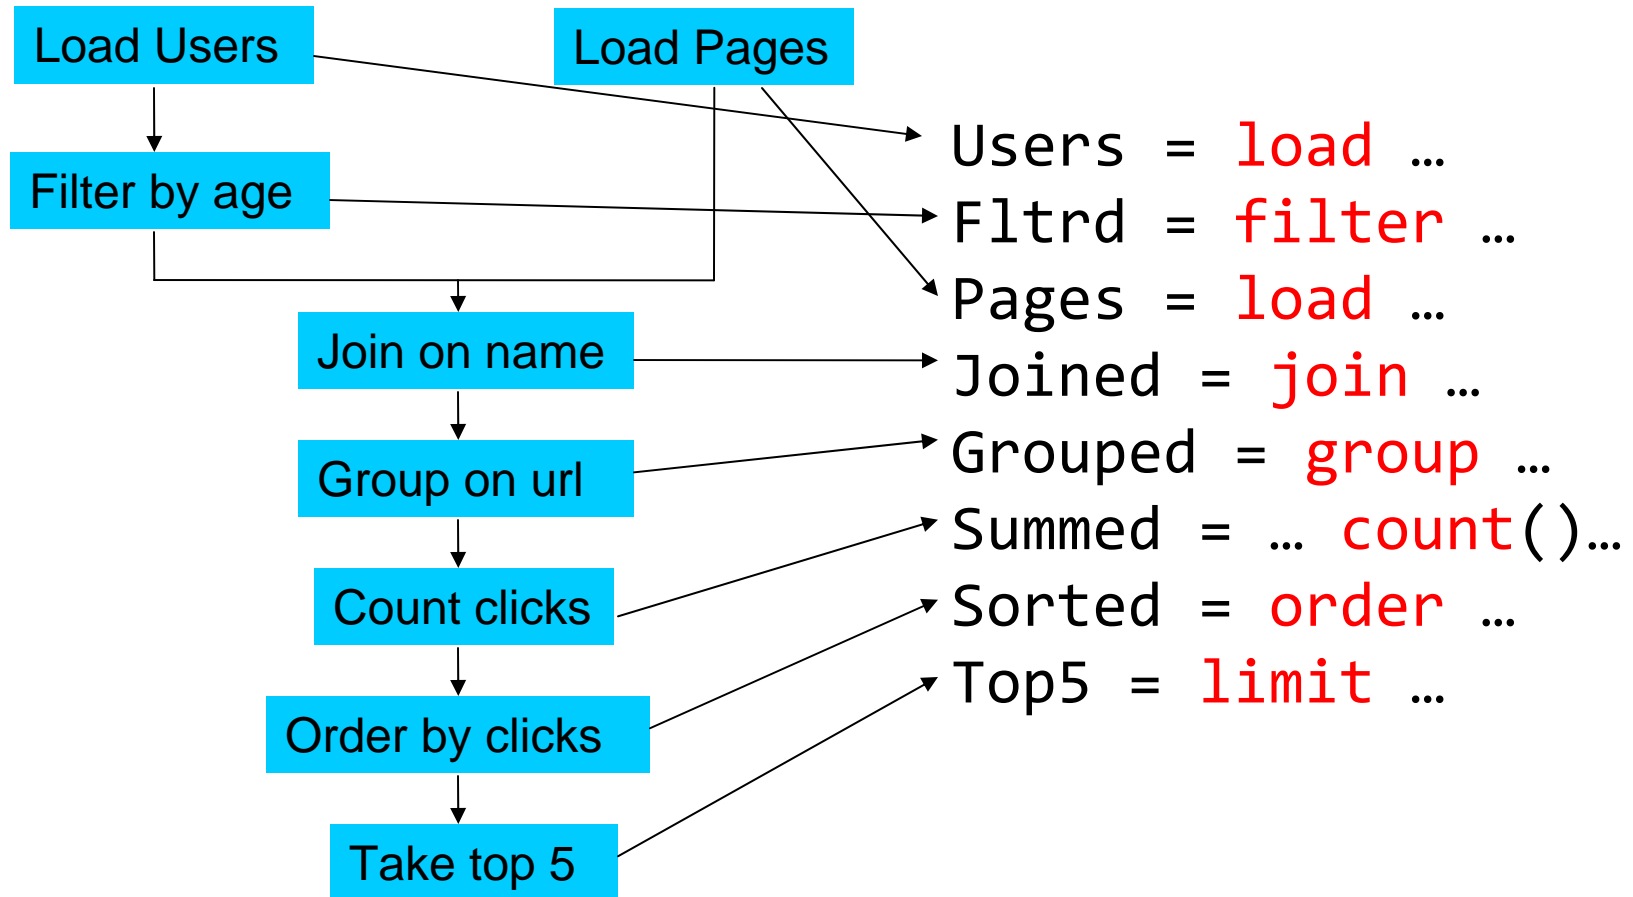 Load Users
Load Pages
Filter by age
Join on name
Group on url
Count clicks
Order by clicks
Take top 5
Users = load …
Fltrd = filter …
Pages = load …
Joined = join …
Grouped = group …
Summed = … count()…
Sorted = order …
Top5 = limit …